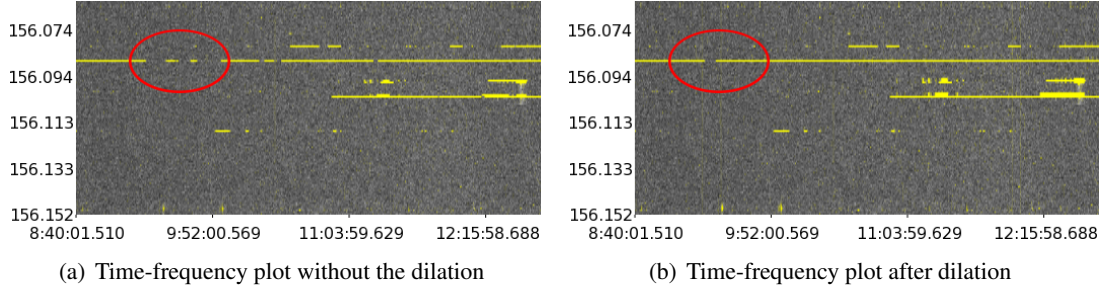 156.074
156.094
156.113
156.133
156.152
8:40:01.510 9:52:00.569 11:03:59.629 12:15:58.688
(a) Time-frequency plot without the dilation
156.074
156.094
156.113
156.133
156.152
8:40:01.510 9:52:00.569 11:03:59.629 12:15:58.688
(b) Time-frequency plot after dilation